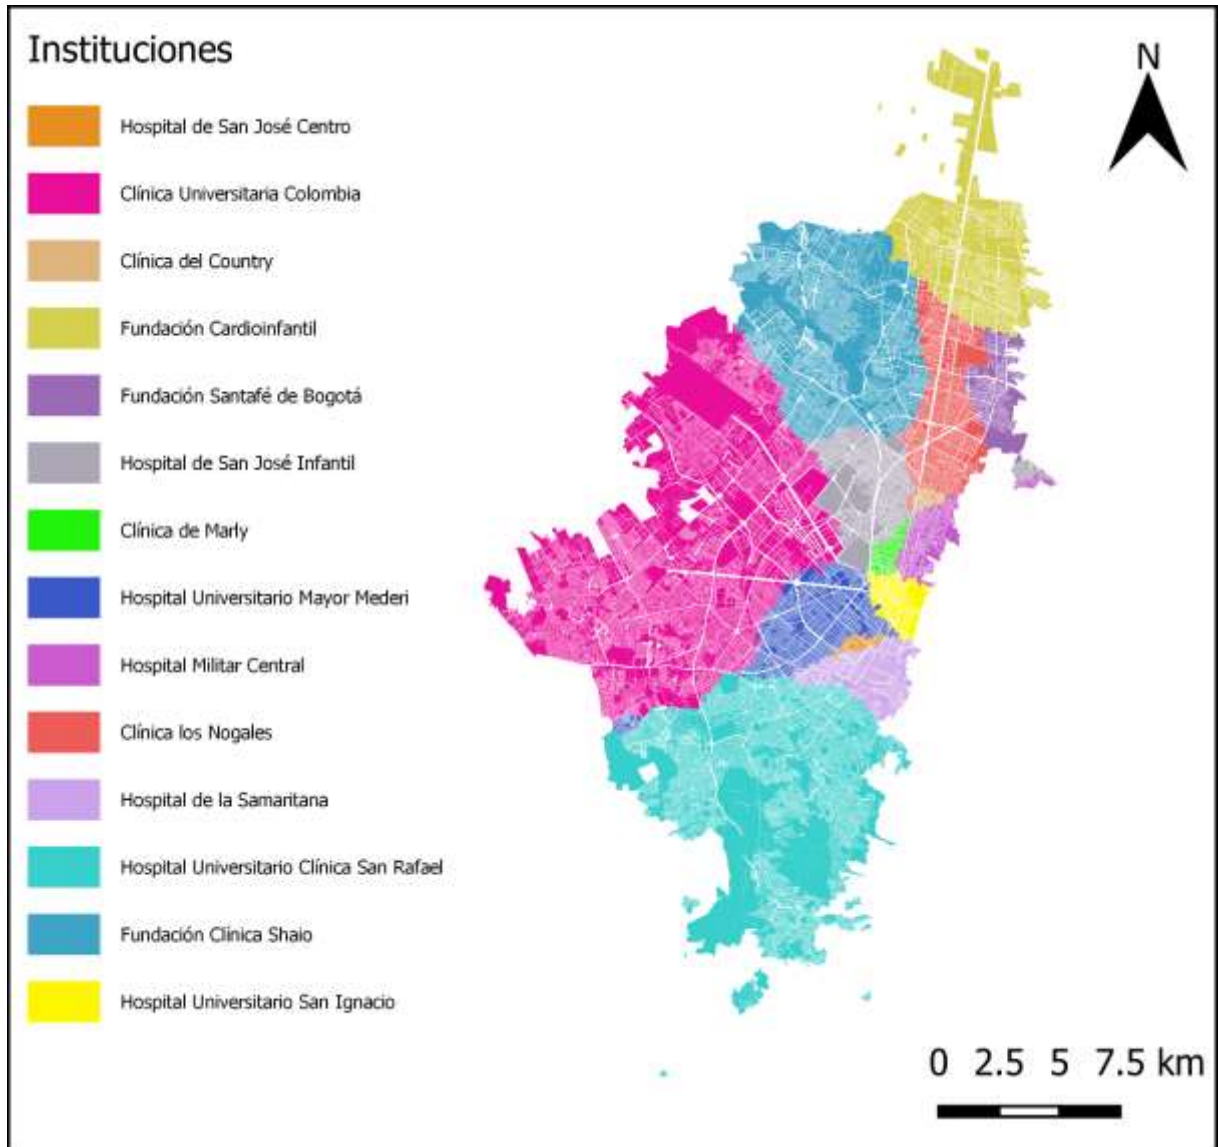 Instituciones
N
Hospital de San José Centro
Clínica Universitaria Colombia
Clínica del Country
Fundación Cardioinfantil
Fundación Santafé de Bogotá
Hospital de San José Infantil
Clínica de Marly
Hospital Universitario Mayor Mederi
Hospital Militar Central
Clínica los Nogales
Hospital de la Samaritana
Hospital Universitario Clínica San Rafael
Fundación Clínica Shaio
Hospital Universitario San Ignacio
0 2.5 5 7.5 km